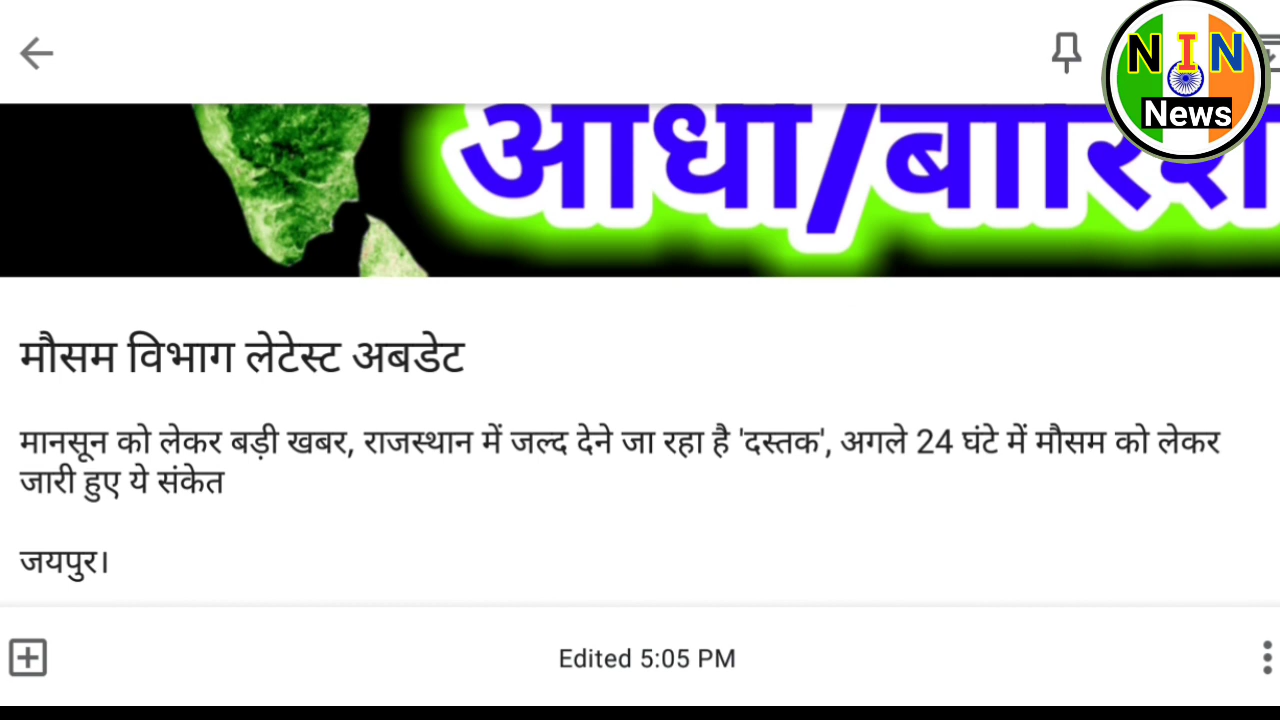 NIN
News
आधी/बारिश
मौसम विभाग लेटेस्ट अबडेट
मानसून को लेकर बड़ी खबर, राजस्थान में जल्द देने जा रहा है 'दस्तक', अगले 24 घंटे में मौसम को लेकर
जारी हुए ये संकेत
जयपुर।
Edited 5:05 PM